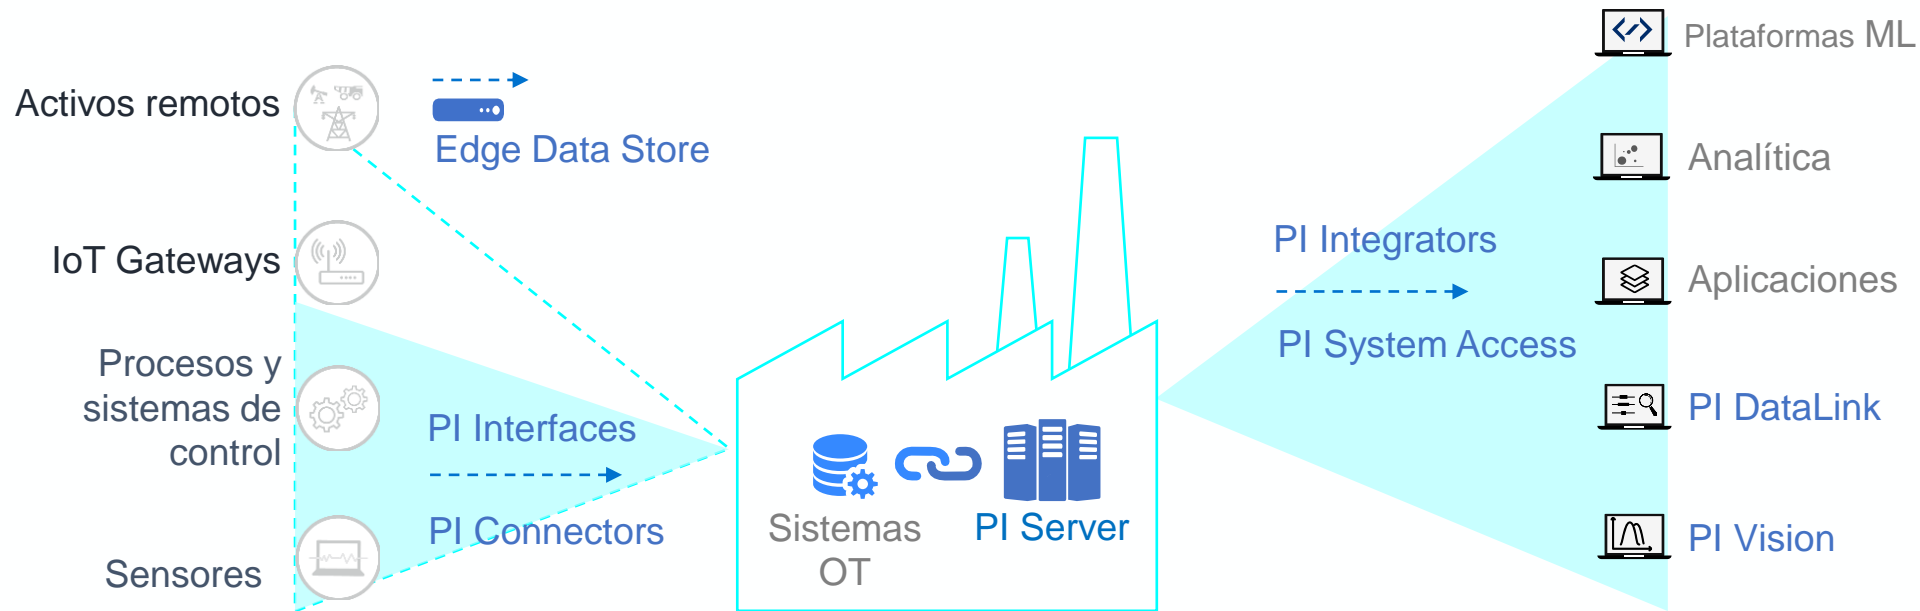 Activos remotos
IoT Gateways
Procesos y
sistemas de
control
Sensores
Edge Data Store
PI Interfaces
PI Connectors
Sistemas
OT
PI Server
PI Integrators
PI System Access
Plataformas ML
Analítica
Aplicaciones
PI DataLink
PI Vision